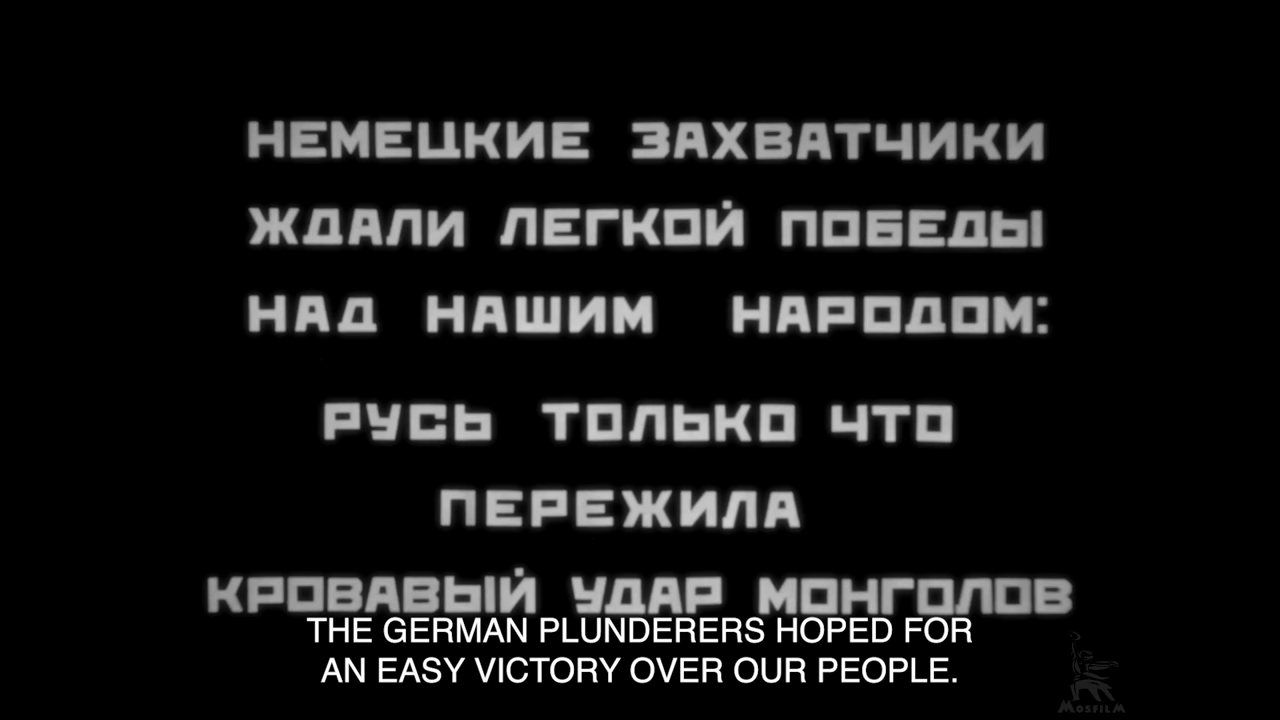 НЕМЕЦКИЕ ЗАХВАТЧИКИ
ЖДАЛИ ЛЕГКОЙ ПОБЕДЫ
НАД НАШИМ НАРОДОМ:
РУСЬ ТОЛЬКО ЧТО
ПЕРЕЖИЛА
КРОВАВЫЙ УДАР МОНГОЛОВ
THE GERMAN PLUNDERERS HOPED FOR
AN EASY VICTORY OVER OUR PEOPLE.
MOSFILM